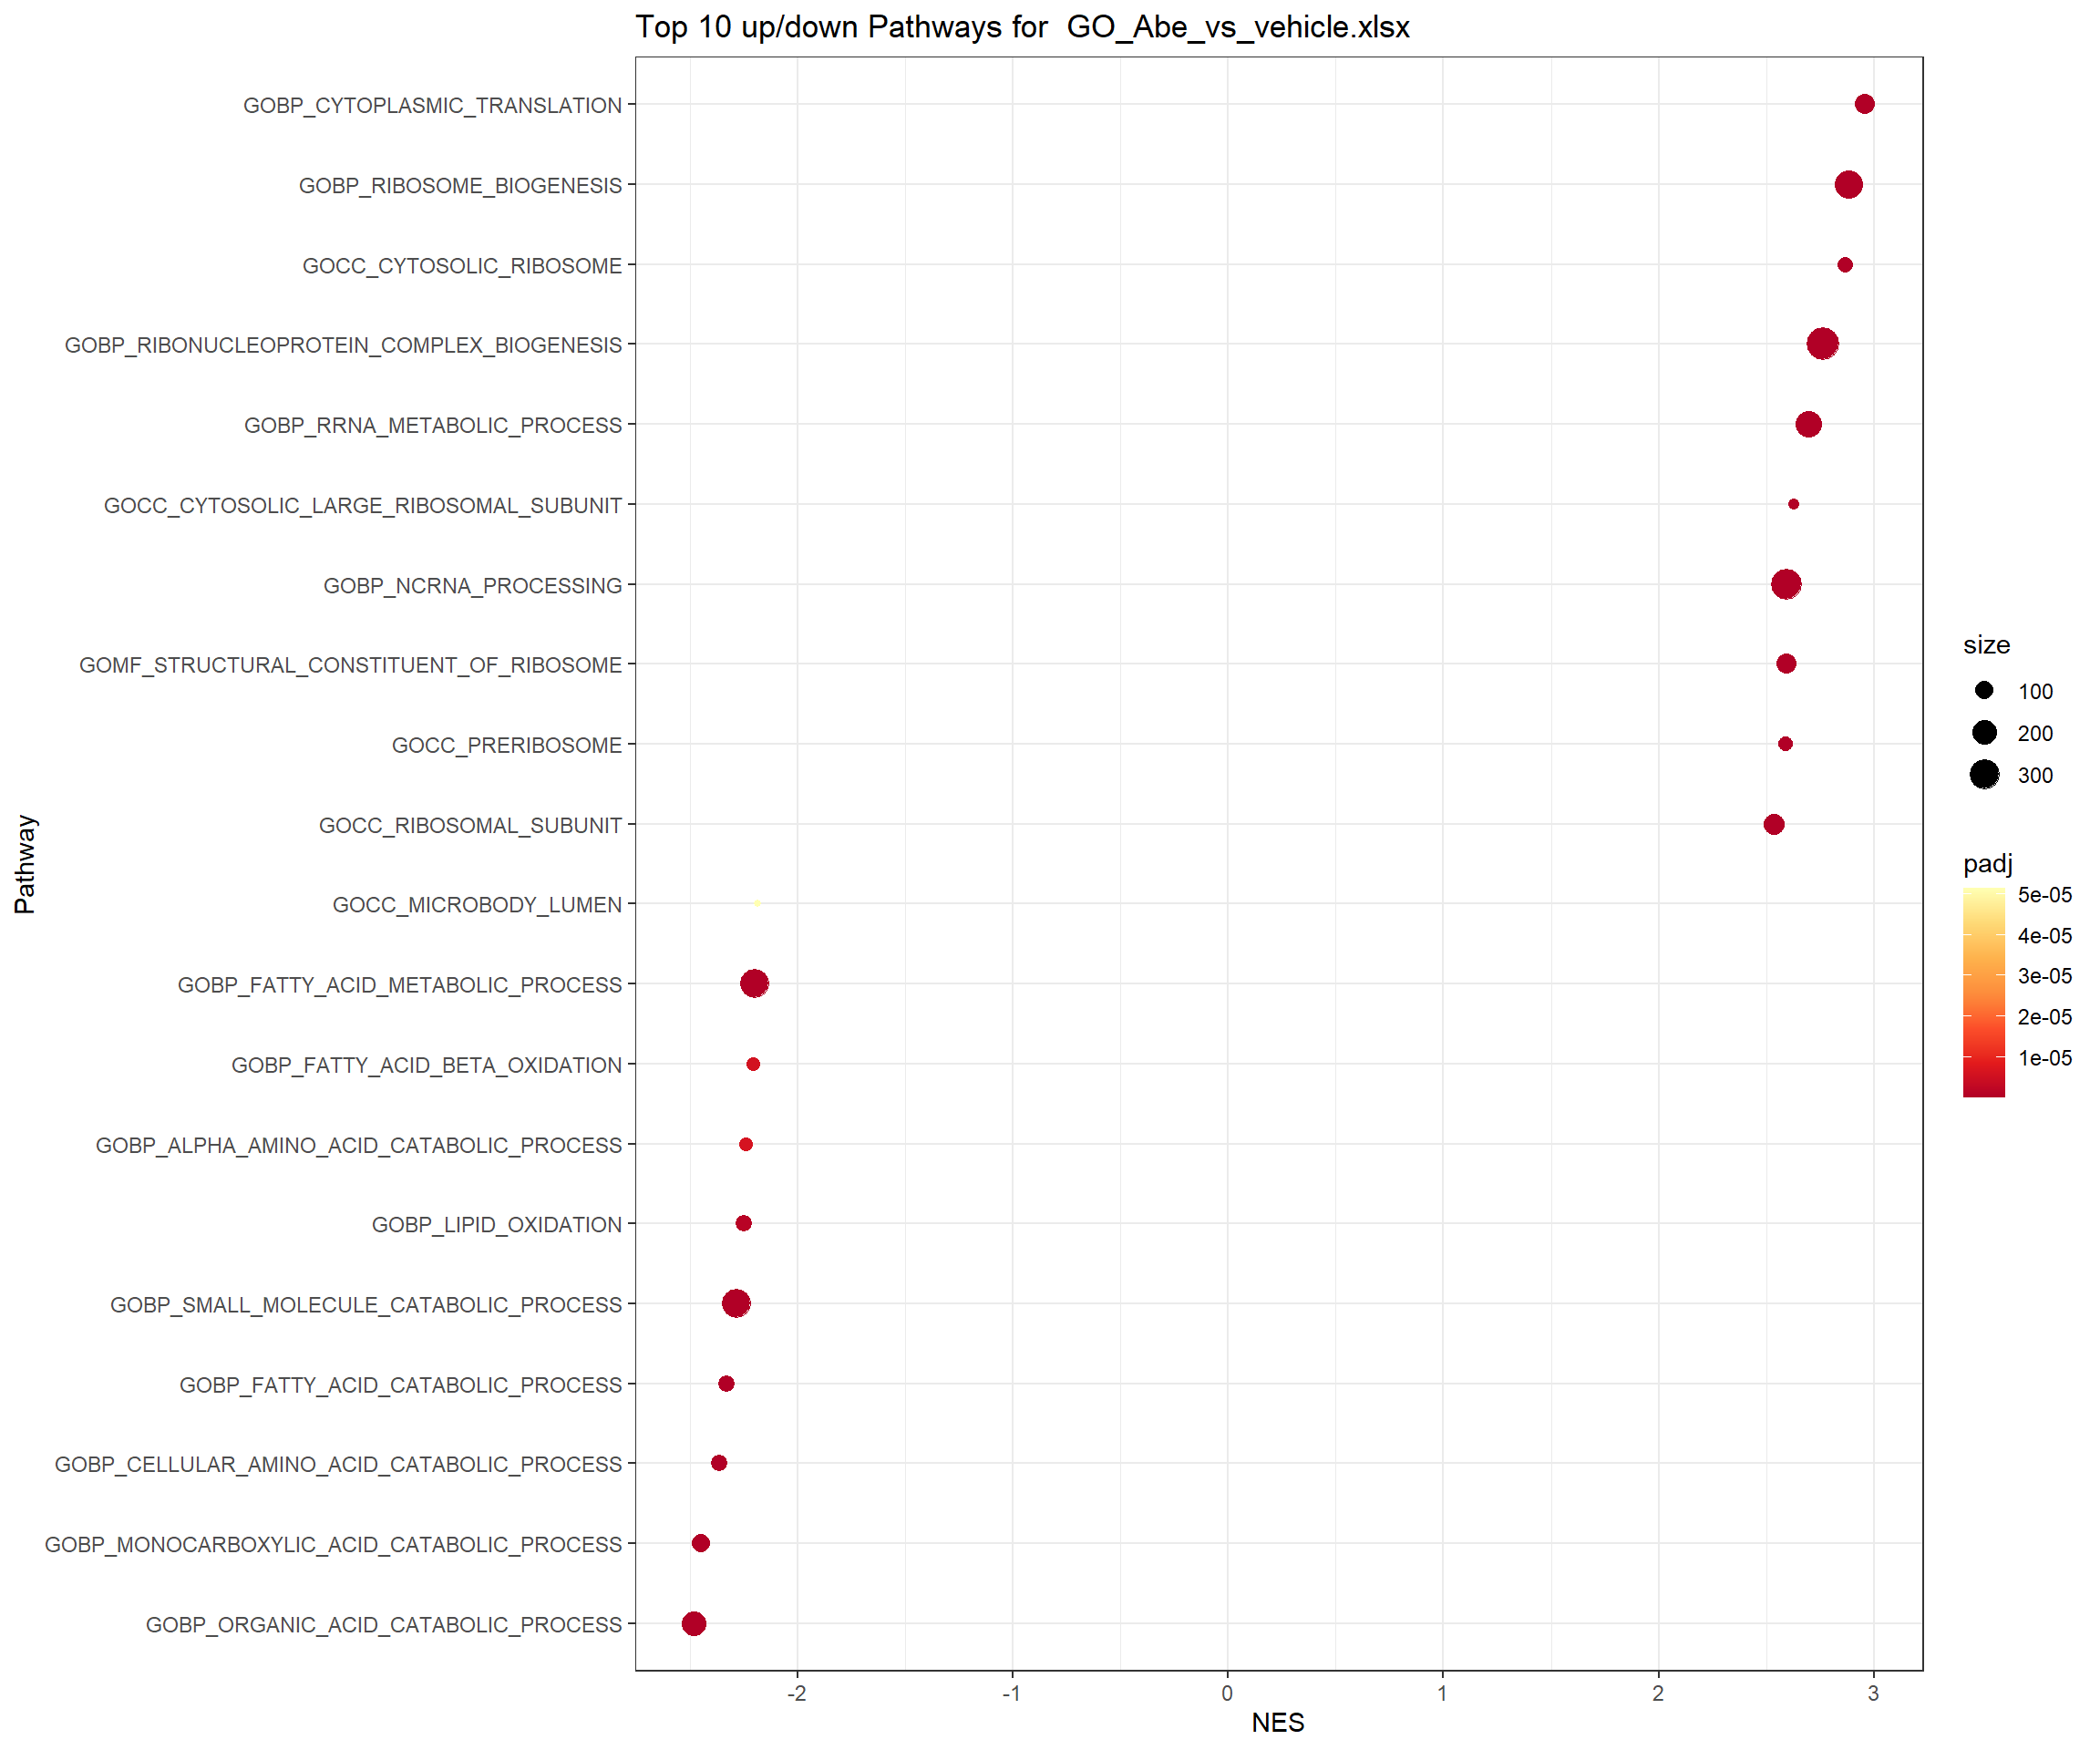 Top 10 up/down Pathways for  GO_Abe_vs_vehicle.xlsx
Pathway
GOBP_CYTOPLASMIC_TRANSLATION
GOBP_RIBOSOME_BIOGENESIS
GOCC_CYTOSOLIC_RIBOSOME
GOBP_RIBONUCLEOPROTEIN_COMPLEX_BIOGENESIS
GOBP_RRNA_METABOLIC_PROCESS
GOCC_CYTOSOLIC_LARGE_RIBOSOMAL_SUBUNIT
GOBP_NCRNA_PROCESSING
GOMF_STRUCTURAL_CONSTITUENT_OF_RIBOSOME
GOCC_PRERIBOSOME
GOCC_RIBOSOMAL_SUBUNIT
GOCC_MICROBODY_LUMEN
GOBP_FATTY_ACID_METABOLIC_PROCESS
GOBP_FATTY_ACID_BETA_OXIDATION
GOBP_ALPHA_AMINO_ACID_CATABOLIC_PROCESS
GOBP_LIPID_OXIDATION
GOBP_SMALL_MOLECULE_CATABOLIC_PROCESS
GOBP_FATTY_ACID_CATABOLIC_PROCESS
GOBP_CELLULAR_AMINO_ACID_CATABOLIC_PROCESS
GOBP_MONOCARBOXYLIC_ACID_CATABOLIC_PROCESS
GOBP_ORGANIC_ACID_CATABOLIC_PROCESS
-2 -1 0 1 2 3
NES
size
100
200
300
padj
5e-05
4e-05
3e-05
2e-05
1e-05